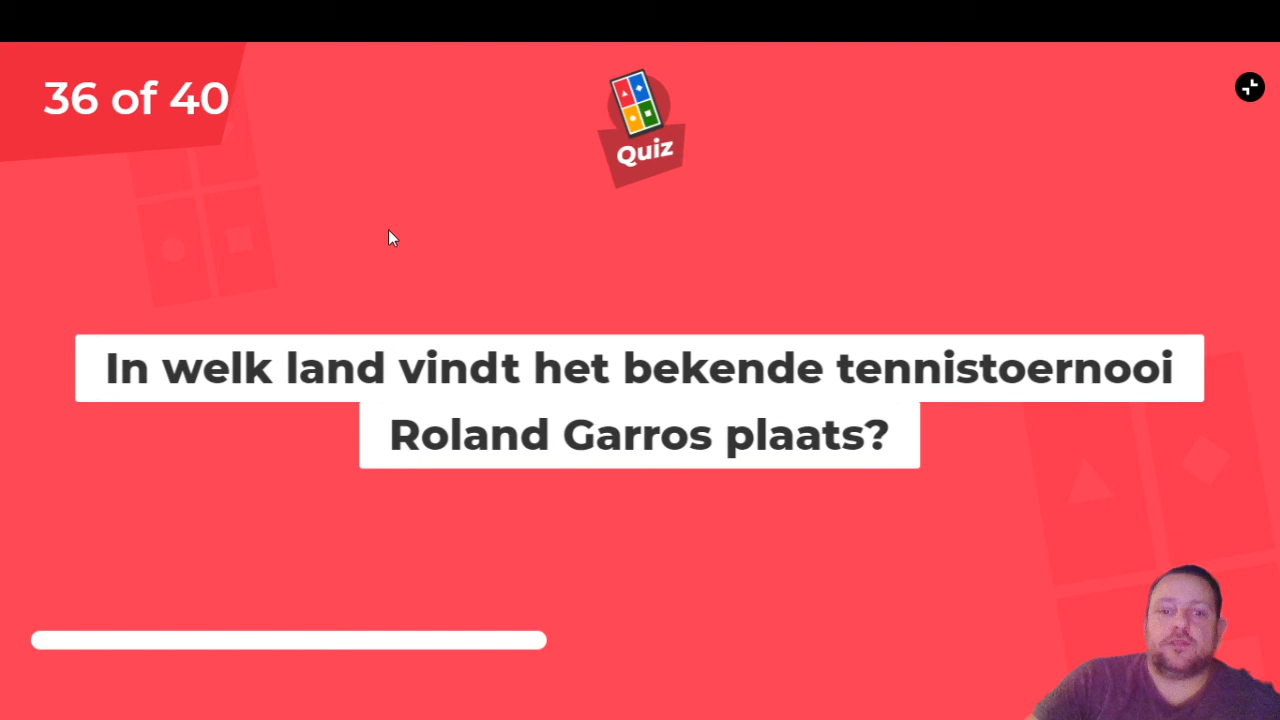 36 of 40
Quiz
In welk land vindt het bekende tennistoernooi
Roland Garros plaats?